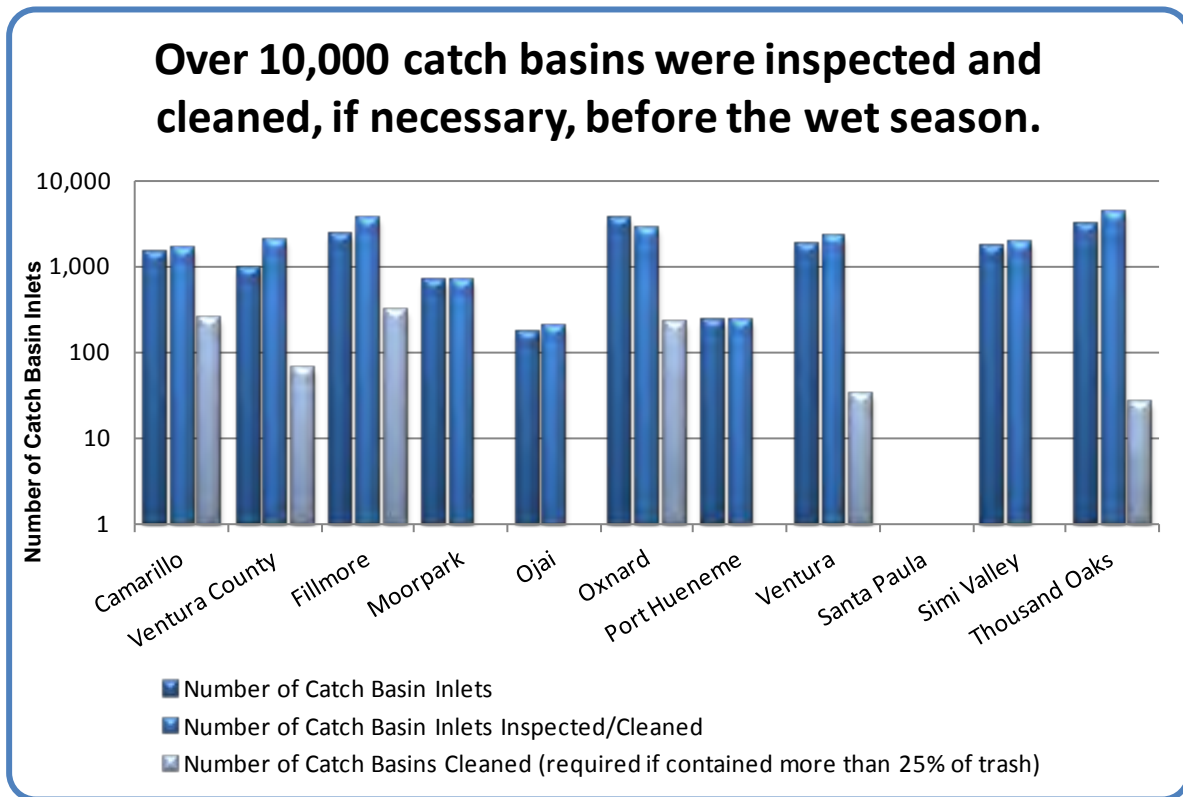 Over 10,000 catch basins were inspected and
cleaned, if necessary, before the wet season.
10,000
1,000
100
10
1
Number of Catch Basin Inlets
Camarillo
Ventura County
Fillmore
Moorpark
Ojai
Oxnard
Port Hueneme
Ventura
Santa Paula
Simi Valley
Thousand Oaks
Number of Catch Basin Inlets
Number of Catch Basin Inlets Inspected/Cleaned
Number of Catch Basins Cleaned (required if contained more than 25% of trash)